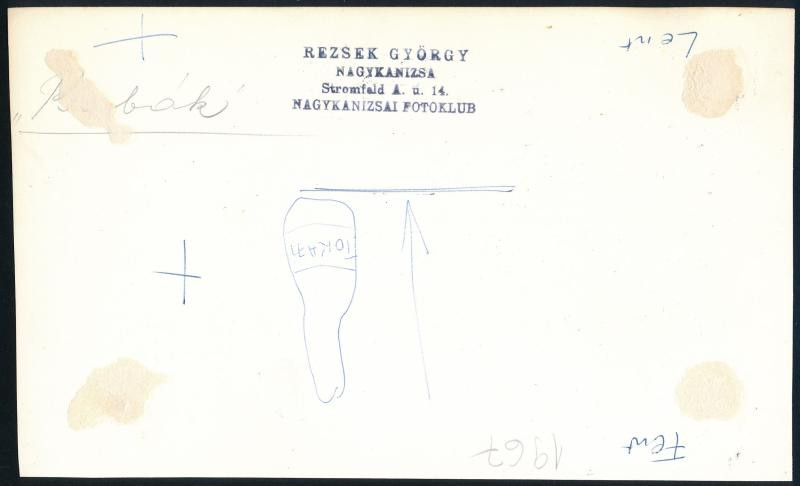 Lent
REZSEK GYÖRGY
NAGYKANIZSA
Stromfeld A. u. 14.
NAGYKANIZSAI FOTOKLUB
TOKAJI
1967
Fent